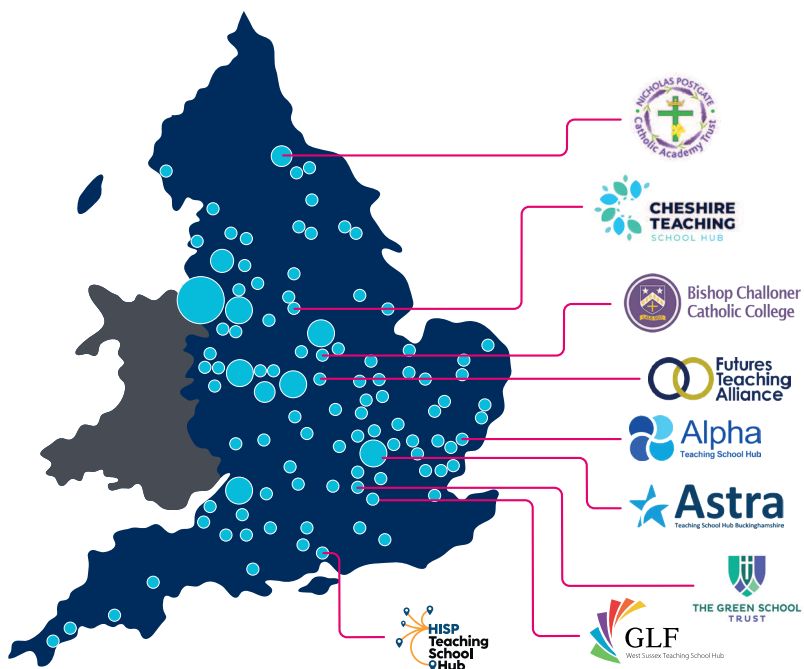 NICHOLAS POSTGATE
Catholic Academy Trust
CHESHIRE
TEACHING
SCHOOL HUB
Bishop Challoner
Catholic College
Futures
Teaching
Alliance
Alpha
Teaching School Hub
Astra
Teaching School Hub Buckinghamshire
THE GREEN SCHOOL
TRUST
HISP
Teaching
School
Hub
GLF
West Sussex Teaching School Hub